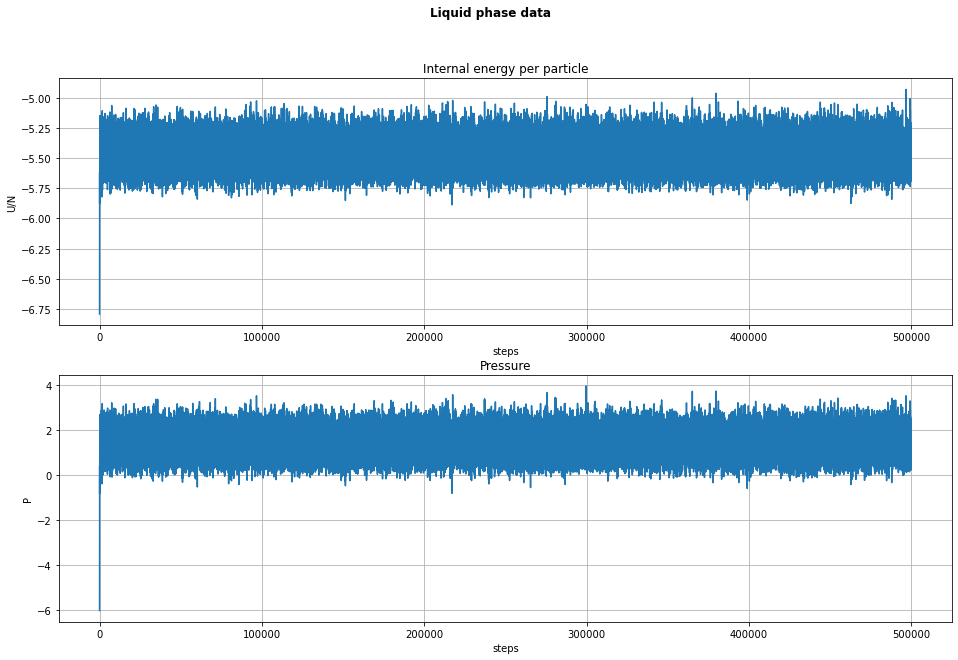 Liquid phase data
Internal energy per particle
−5.00
−5.25
−5.50
−5.75
−6.00
−6.25
−6.50
−6.75
U/N
0 100000 200000 300000 400000 500000
steps
Pressure
4
2
0
−2
−4
−6
P
0 100000 200000 300000 400000 500000
steps